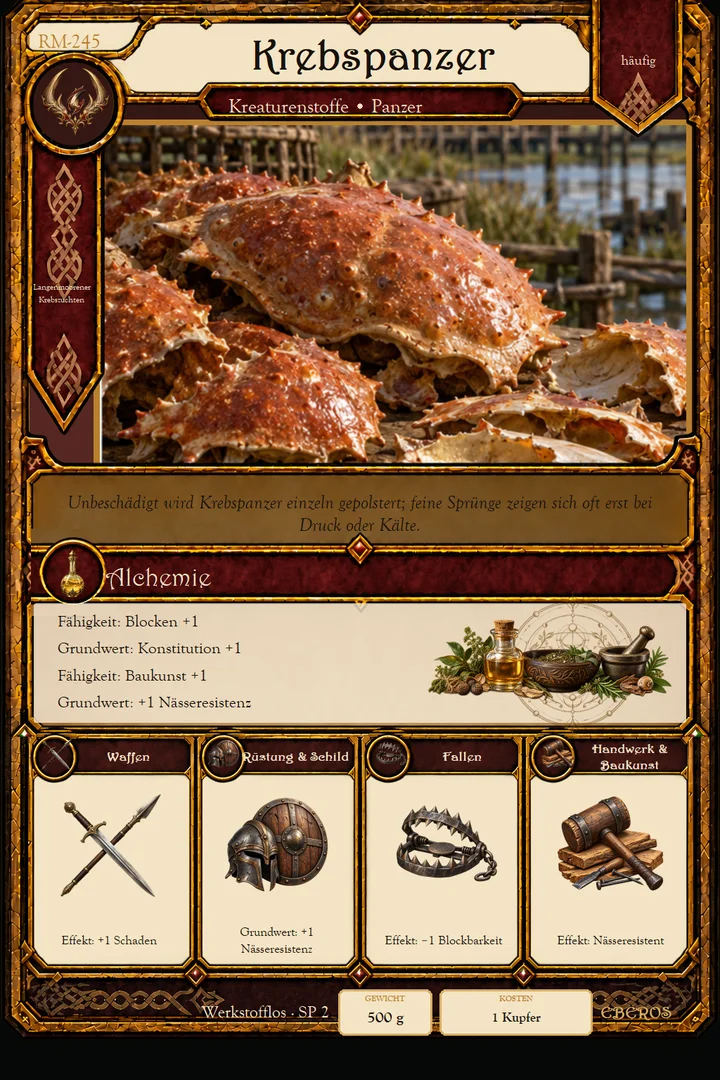 RM-245
Krebspanzer
häufig
Kreaturenstoffe • Panzer
Langenmoorener
Krebszuchten
Unbeschädigt wird Krebspanzer einzeln gepolstert; feine Sprünge zeigen sich oft erst bei
Druck oder Kälte.
Alchemie
Fähigkeit: Blocken +1
Grundwert: Konstitution +1
Fähigkeit: Baukunst +1
Grundwert: +1 Nässeresistenz
Waffen
Effekt: +1 Schaden
Rüstung & Schild
Grundwert: +1
Nässeresistenz
Fallen
Effekt: −1 Blockbarkeit
Handwerk &
Baukunst
Effekt: Nässeresistent
Werkstofflos · SP 2
GEWICHT
500 g
KOSTEN
1 Kupfer
EBEROS